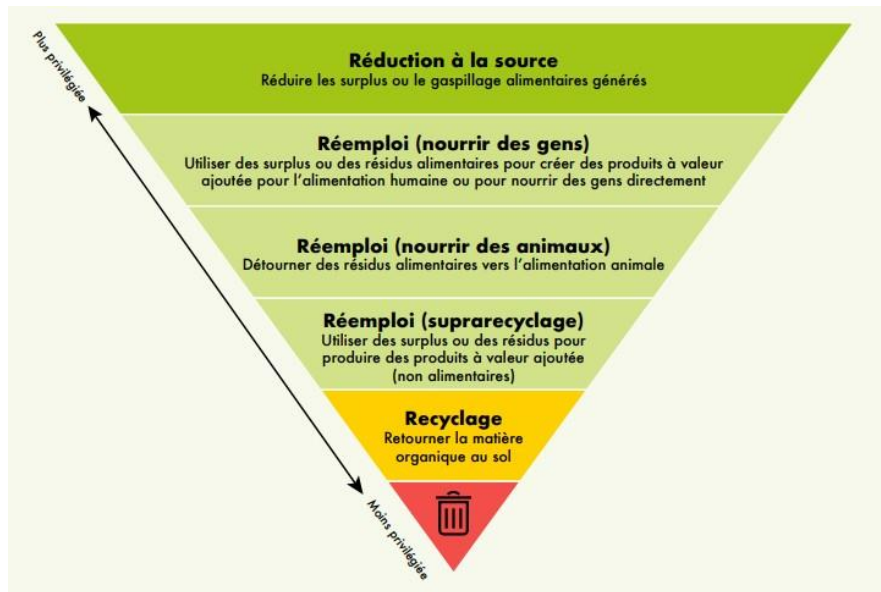 Plus privilégiée
Réduction à la source
Réduire les surplus ou le gaspillage alimentaires générés
Réemploi (nourrir des gens)
Utiliser des surplus ou des résidus alimentaires pour créer des produits à valeur
ajoutée pour l'alimentation humaine ou pour nourrir des gens directement
Réemploi (nourrir des animaux)
Détourner des résidus alimentaires vers l'alimentation animale
Réemploi (suprarecyclage)
Utiliser des surplus ou des résidus pour
produire des produits à valeur ajoutée
(non alimentaires)
Recyclage
Retourner la matière
organique au sol
Moins privilégiée